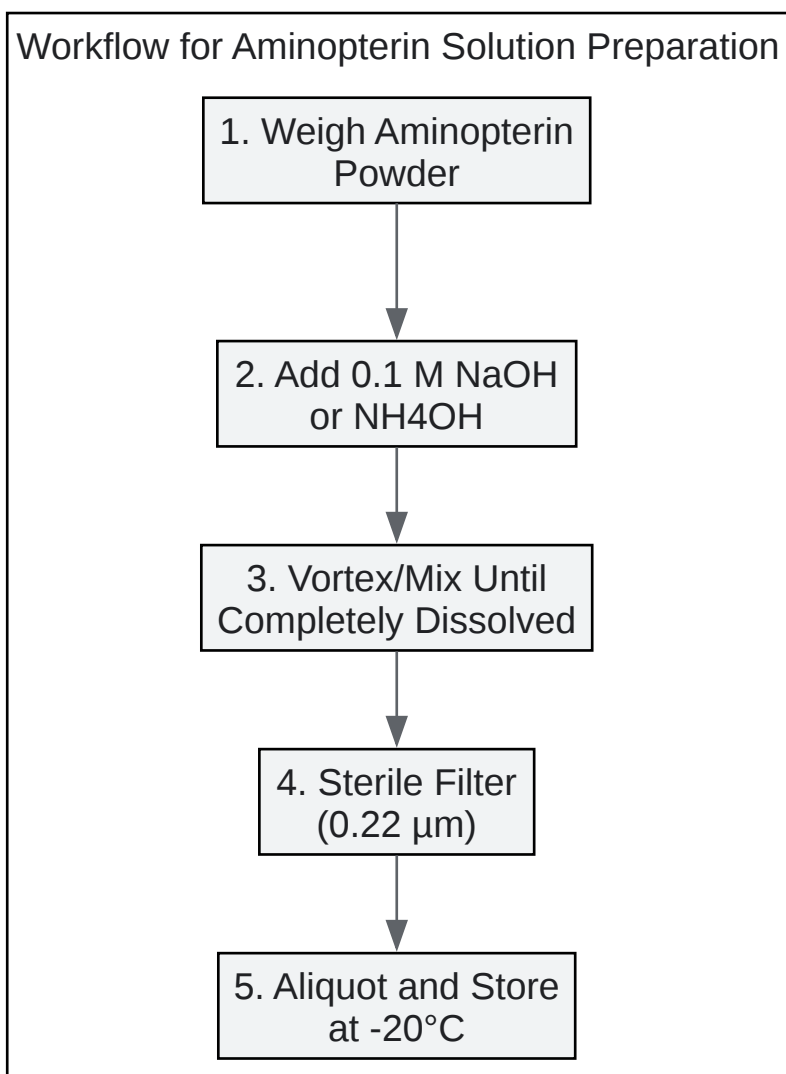 Workflow for Aminopterin Solution Preparation
1. Weigh Aminopterin
Powder
2. Add 0.1 M NaOH
or NH4OH
3. Vortex/Mix Until
Completely Dissolved
4. Sterile Filter
(0.22 µm)
5. Aliquot and Store
at -20°C